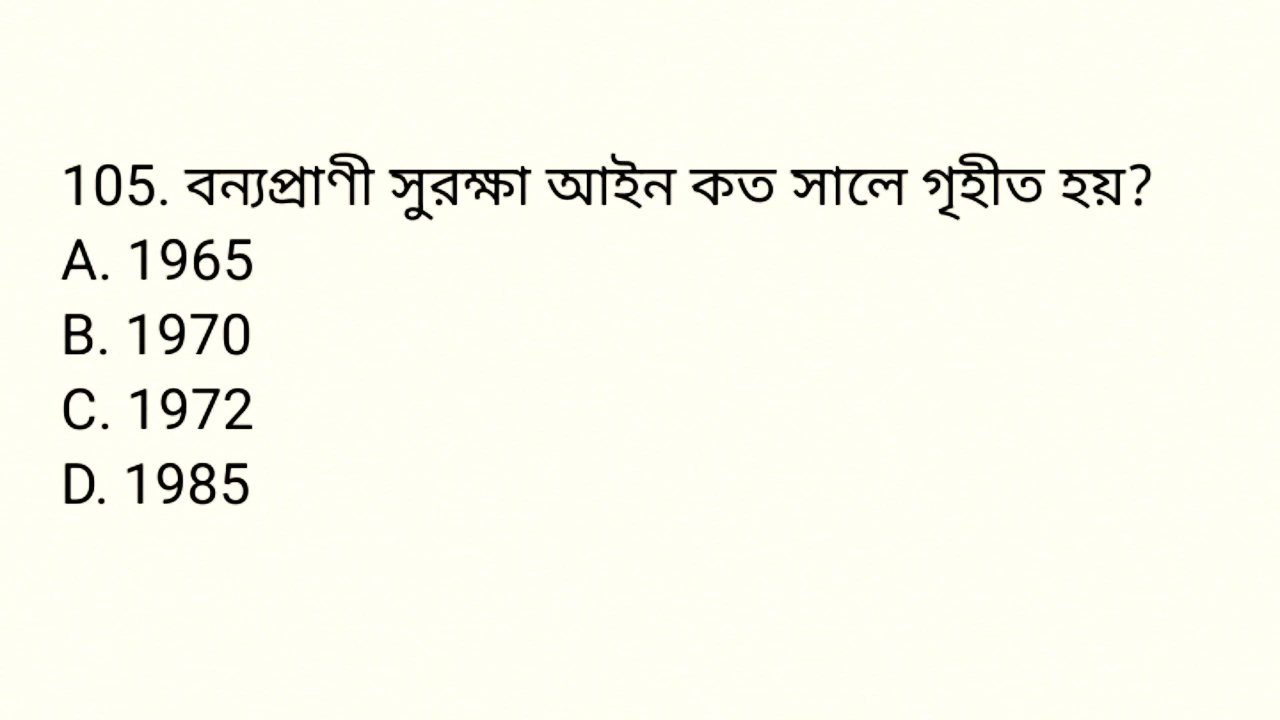 105. বন্যপ্রাণী সুরক্ষা আইন কত সালে গৃহীত হয়?
A. 1965
B. 1970
C. 1972
D. 1985